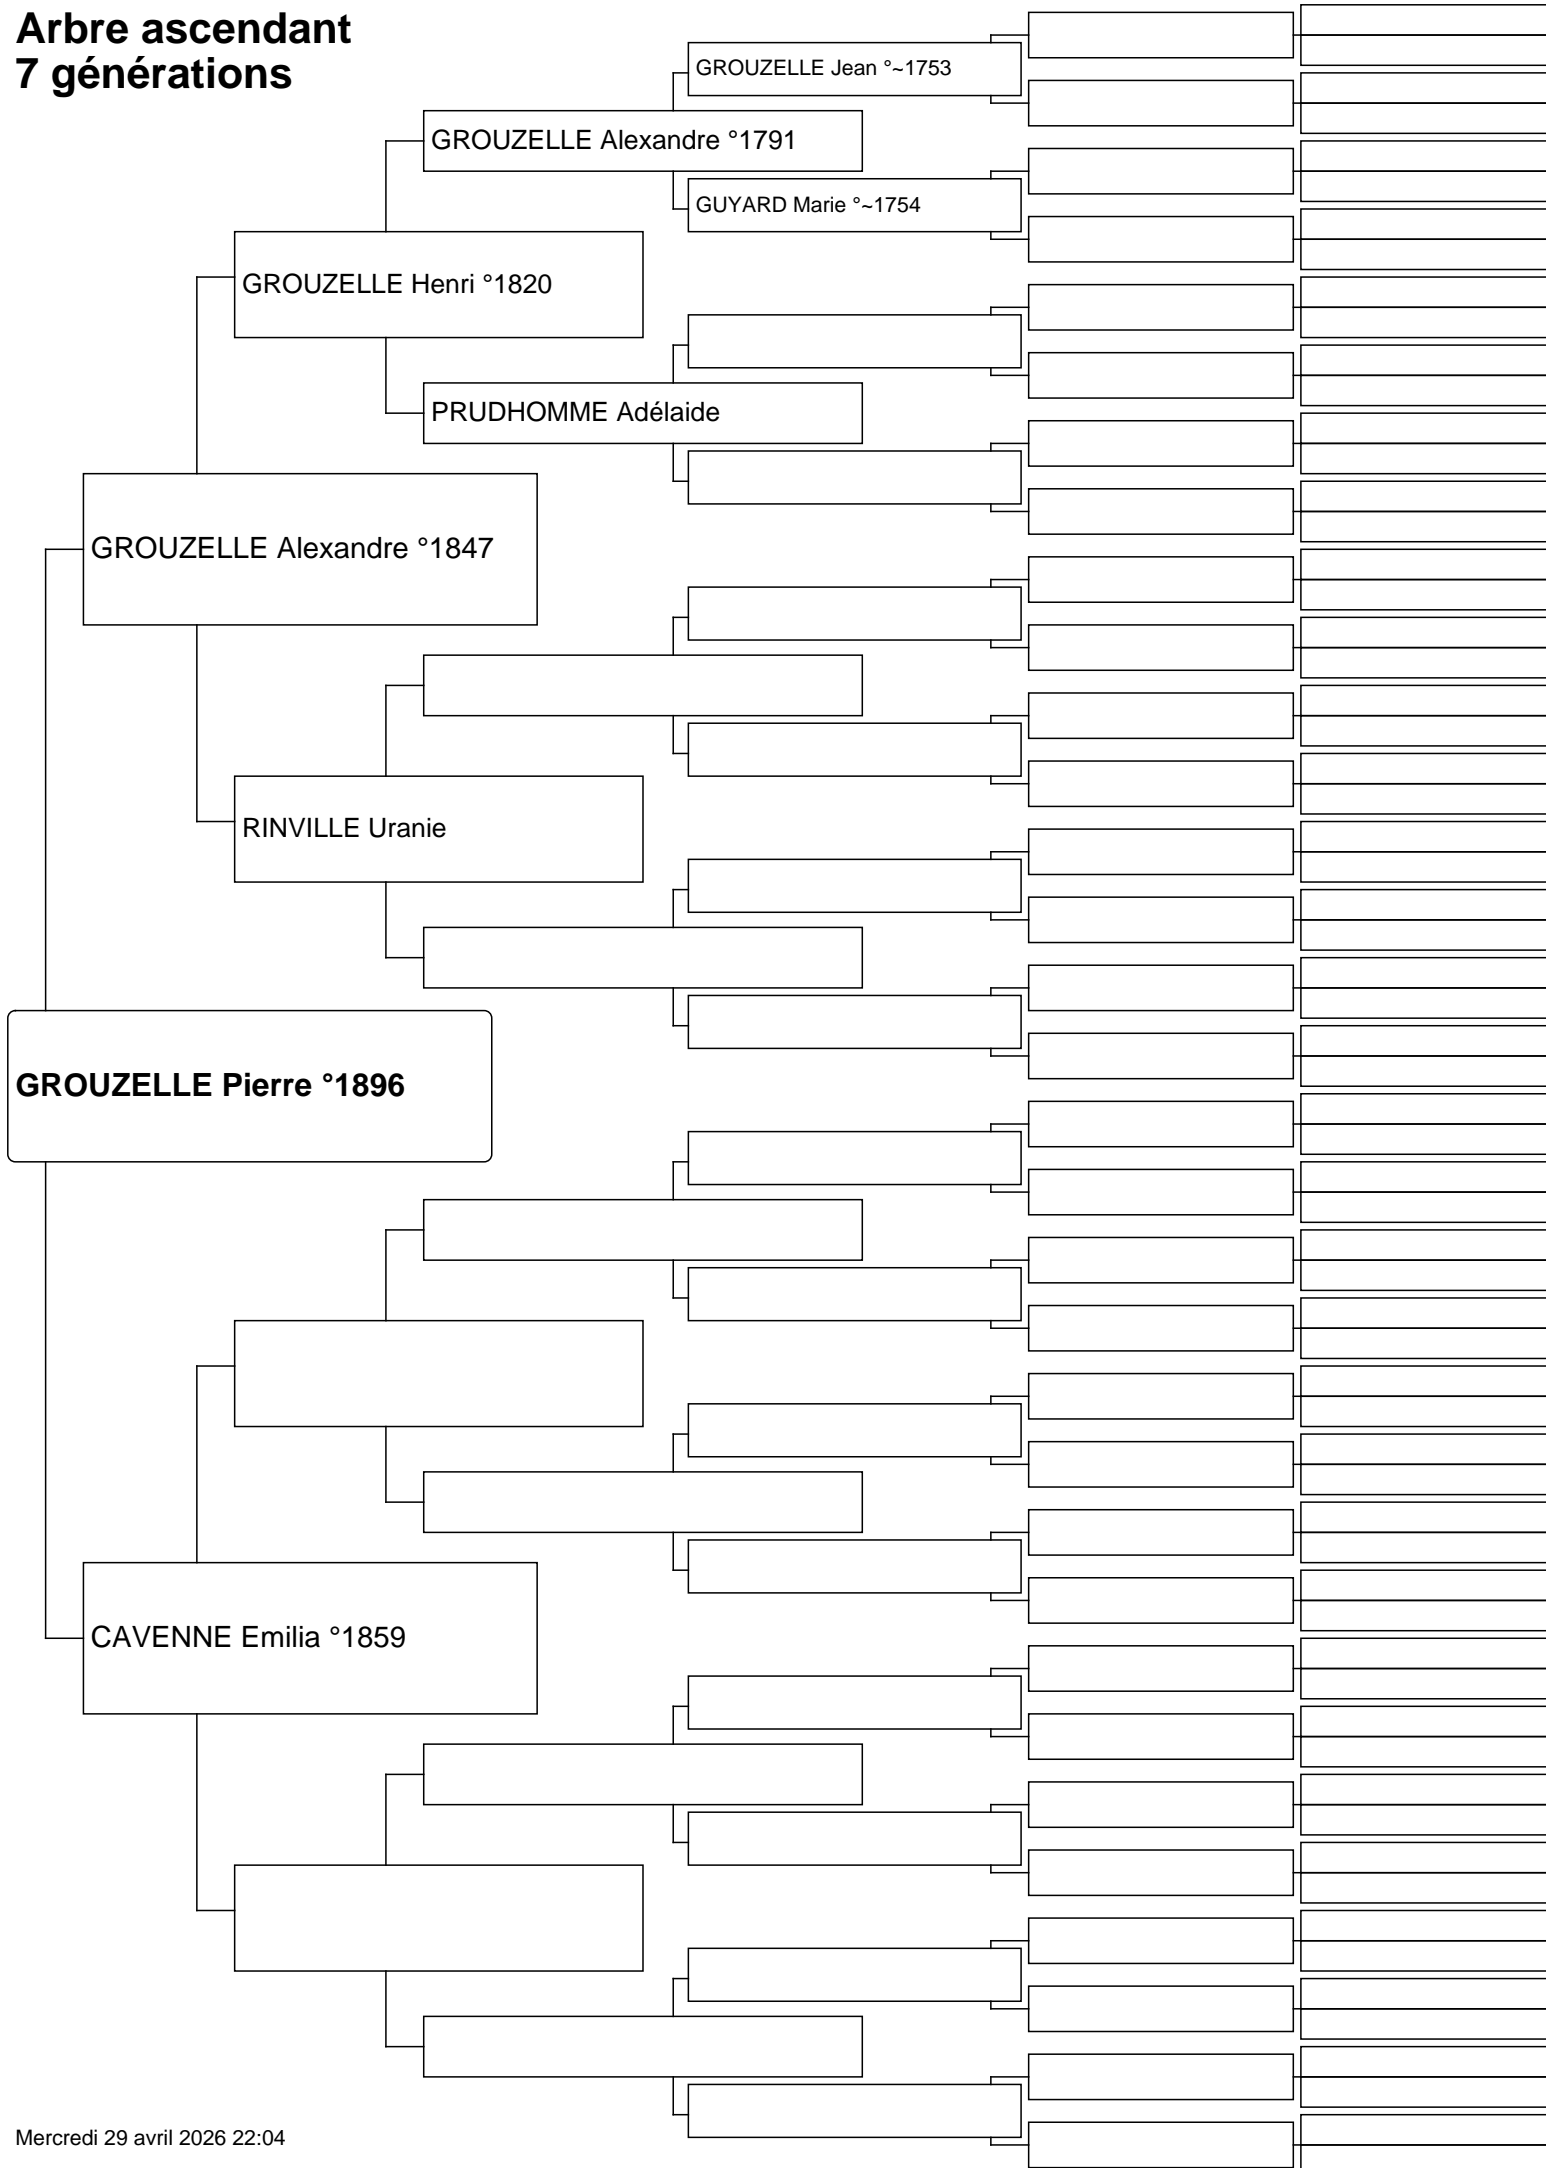 Arbre ascendant
7 générations
GROUZELLE Jean °~1753
GROUZELLE Alexandre °1791
GUYARD Marie °~1754
GROUZELLE Henri °1820
PRUDHOMME Adélaide
GROUZELLE Alexandre °1847
RINVILLE Uranie
GROUZELLE Pierre °1896
CAVENNE Emilia °1859
Mercredi 29 avril 2026 22:04